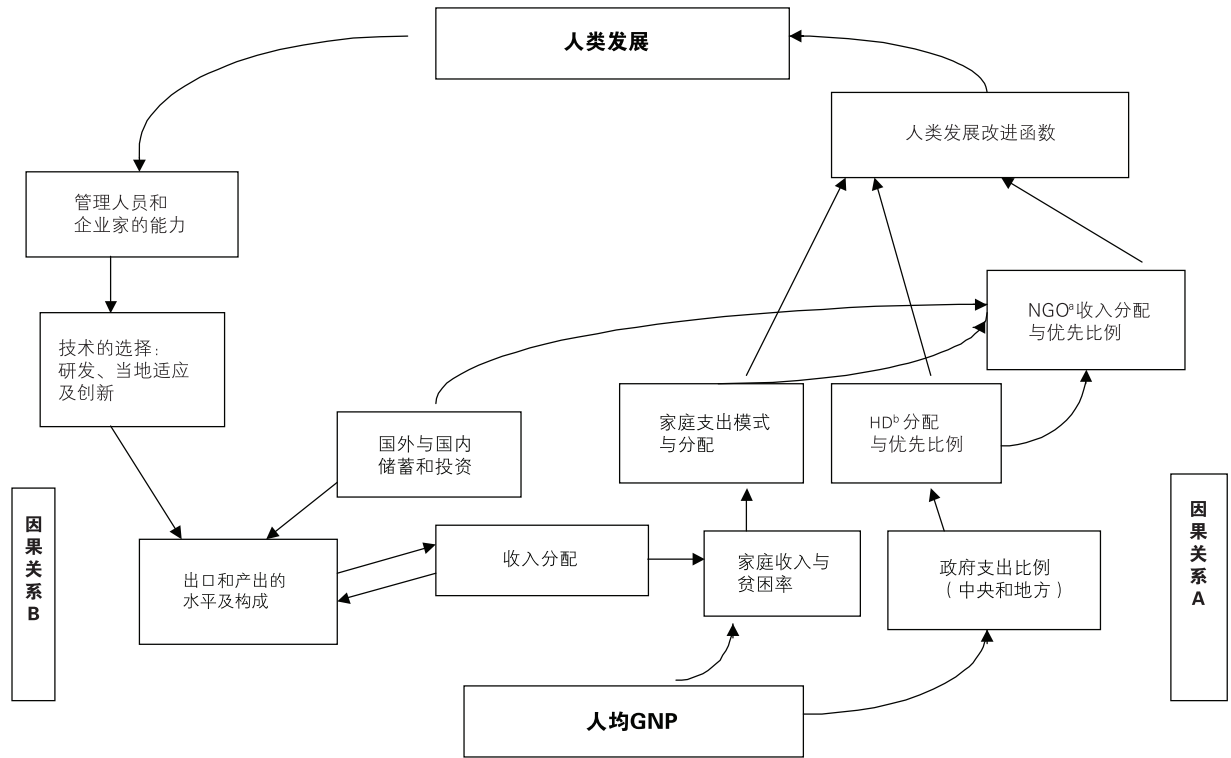 人类发展
人类发展改进函数
管理人员和
企业家的能力
NGOª收入分配
与优先比例
技术的选择：
研发、当地适应
及创新
国外与国内
储蓄和投资
家庭支出模式
与分配
HDᵇ 分配
与优先比例
因果关系B
因果关系A
出口和产出的
水平及构成
收入分配
家庭收入与
贫困率
政府支出比例
（中央和地方）
人均GNP